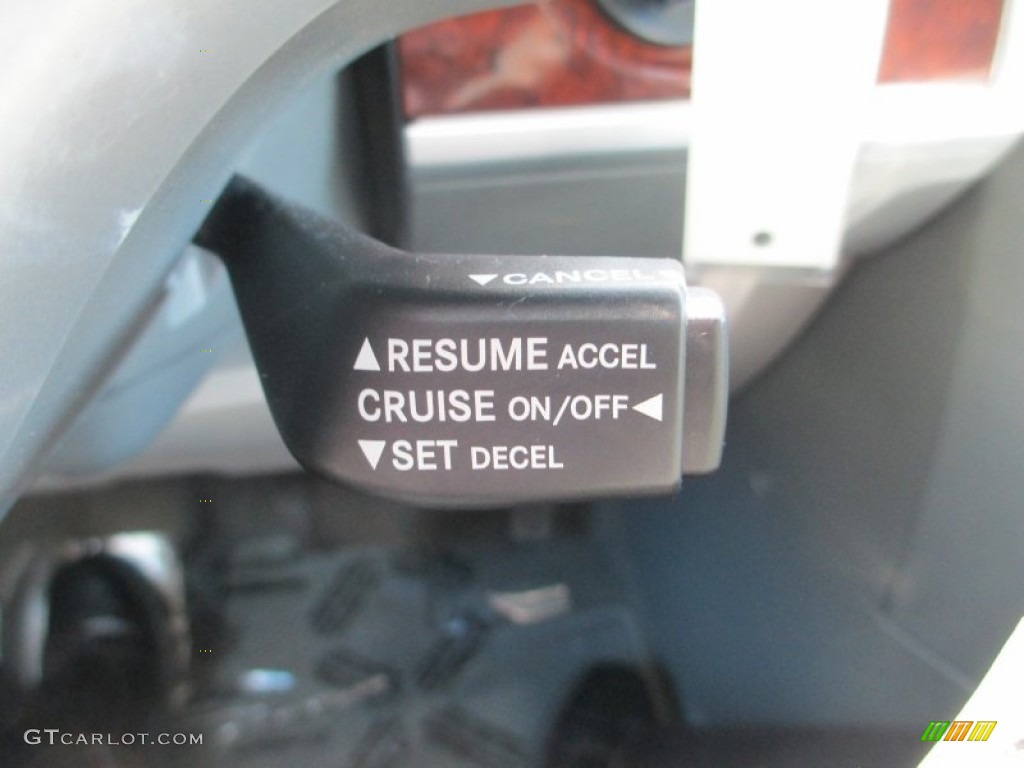 ▼CANCEL
▲RESUME ACCEL
CRUISE ON/OFF◀
▼SET DECEL
GTCARLOT.COM